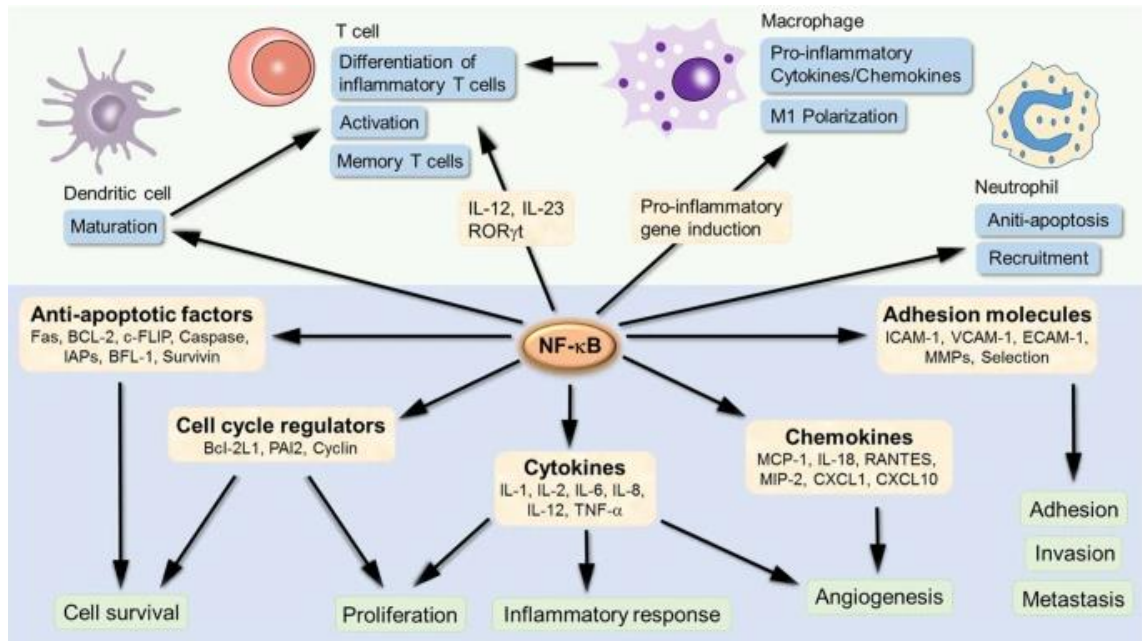 T cell
Differentiation of
inflammatory T cells
Activation
Memory T cells
Macrophage
Pro-inflammatory
Cytokines/Chemokines
M1 Polarization
Dendritic cell
Maturation
IL-12, IL-23
RORγt
Pro-inflammatory
gene induction
Neutrophil
Aniti-apoptosis
Recruitment
Anti-apoptotic factors
Fas, BCL-2, c-FLIP, Caspase,
IAPs, BFL-1, Survivin
NF-κB
Adhesion molecules
ICAM-1, VCAM-1, ECAM-1,
MMPs, Selection
Cell cycle regulators
Bcl-2L1, PAI2, Cyclin
Cytokines
IL-1, IL-2, IL-6, IL-8,
IL-12, TNF-α
Chemokines
MCP-1, IL-18, RANTES,
MIP-2, CXCL1, CXCL10
Adhesion
Invasion
Metastasis
Cell survival
Proliferation
Inflammatory response
Angiogenesis